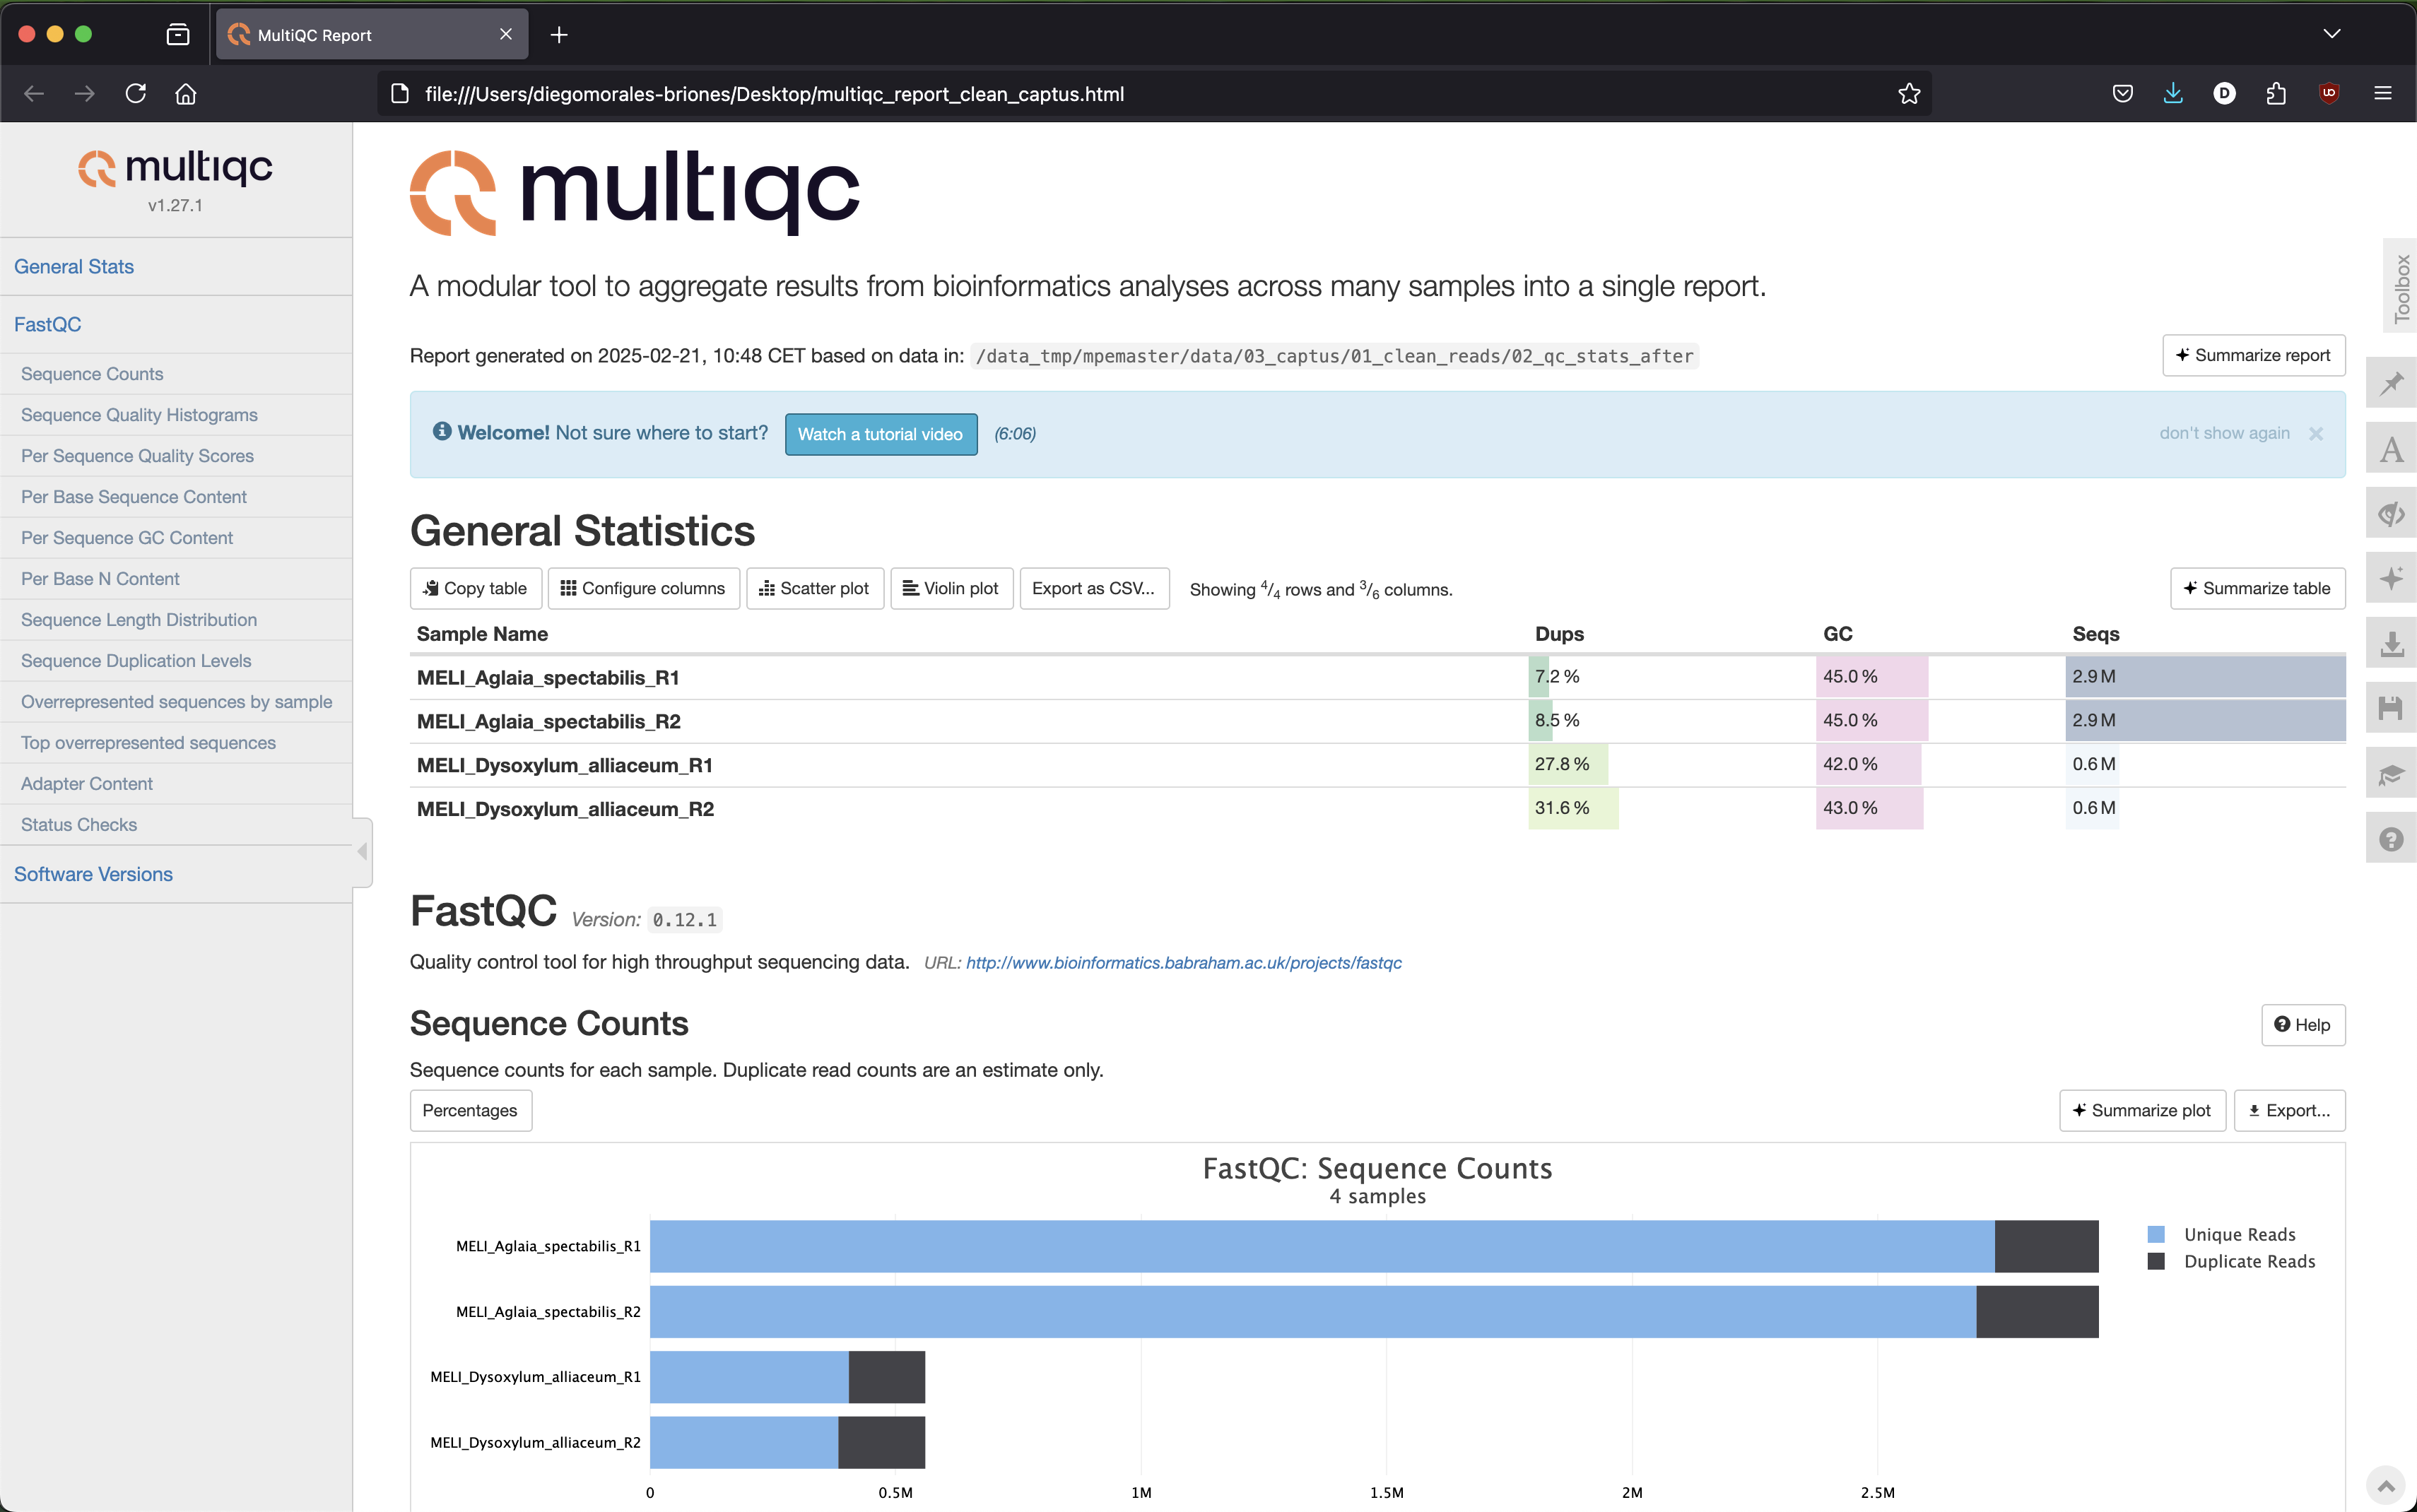 MultiQC Report
file:///Users/diegomorales-briones/Desktop/multiqc_report_clean_captus.html
D
multiqc
v1.27.1
General Stats
FastQC
Sequence Counts
Sequence Quality Histograms
Per Sequence Quality Scores
Per Base Sequence Content
Per Sequence GC Content
Per Base N Content
Sequence Length Distribution
Sequence Duplication Levels
Overrepresented sequences by sample
Top overrepresented sequences
Adapter Content
Status Checks
Software Versions
multiqc
A modular tool to aggregate results from bioinformatics analyses across many samples into a single report.
Report generated on 2025-02-21, 10:48 CET based on data in: /data_tmp/mpemaster/data/03_captus/01_clean_reads/02_qc_stats_after
Summarize report
Welcome! Not sure where to start? Watch a tutorial video (6:06) don't show again ×
General Statistics
Copy table Configure columns Scatter plot Violin plot Export as CSV... Showing 4/4 rows and 3/6 columns. Summarize table
Sample Name Dups GC Seqs
MELI_Aglaia_spectabilis_R1 7.2 % 45.0 % 2.9 M
MELI_Aglaia_spectabilis_R2 8.5 % 45.0 % 2.9 M
MELI_Dysoxylum_alliaceum_R1 27.8 % 42.0 % 0.6 M
MELI_Dysoxylum_alliaceum_R2 31.6 % 43.0 % 0.6 M
FastQC Version: 0.12.1
Quality control tool for high throughput sequencing data. URL: http://www.bioinformatics.babraham.ac.uk/projects/fastqc
Sequence Counts
Help
Sequence counts for each sample. Duplicate read counts are an estimate only.
Percentages Summarize plot Export...
FastQC: Sequence Counts
4 samples
MELI_Aglaia_spectabilis_R1
MELI_Aglaia_spectabilis_R2
MELI_Dysoxylum_alliaceum_R1
MELI_Dysoxylum_alliaceum_R2
0 0.5M 1M 1.5M 2M 2.5M
Unique Reads
Duplicate Reads
Toolbox
A